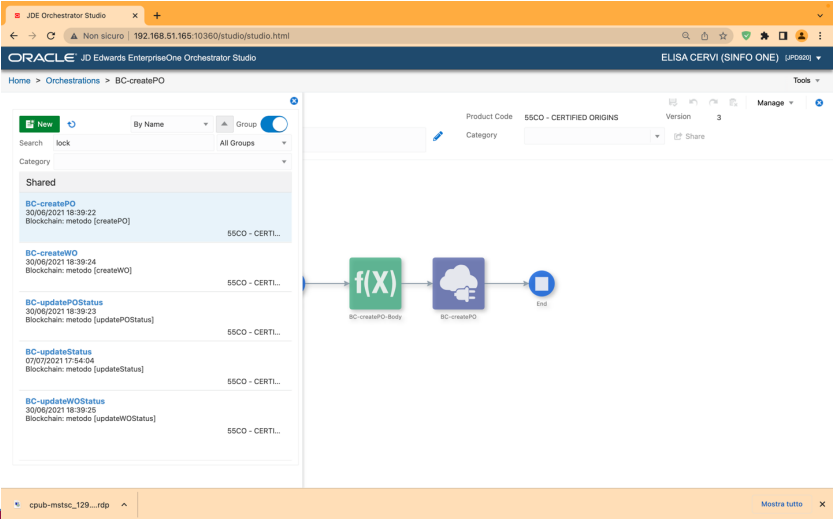 JDE Orchestrator Studio
Non sicuro | 192.168.51.165:10360/studio/studio.html
ORACLE® JD Edwards EnterpriseOne Orchestrator Studio
ELISA CERVI (SINFO ONE) [JPD920]
Home > Orchestrations > BC-createPO
Tools
New
By Name
Group
Search lock
All Groups
Category
Shared
BC-createPO
30/06/2021 18:39:22
Blockchain: metodo [createPO]
55CO - CERTI...
BC-createWO
30/06/2021 18:39:24
Blockchain: metodo [createWO]
55CO - CERTI...
BC-updatePOStatus
30/06/2021 18:39:23
Blockchain: metodo [updatePOStatus]
55CO - CERTI...
BC-updateStatus
07/07/2021 17:54:04
Blockchain: metodo [updateStatus]
55CO - CERTI...
BC-updateWOStatus
30/06/2021 18:39:25
Blockchain: metodo [updateWOStatus]
55CO - CERTI...
Manage
Product Code 55CO - CERTIFIED ORIGINS
Version 3
Category
Share
f(X)
BC-createPO-Body
BC-createPO
End
cpub-mstsc_129....rdp
Mostra tutto